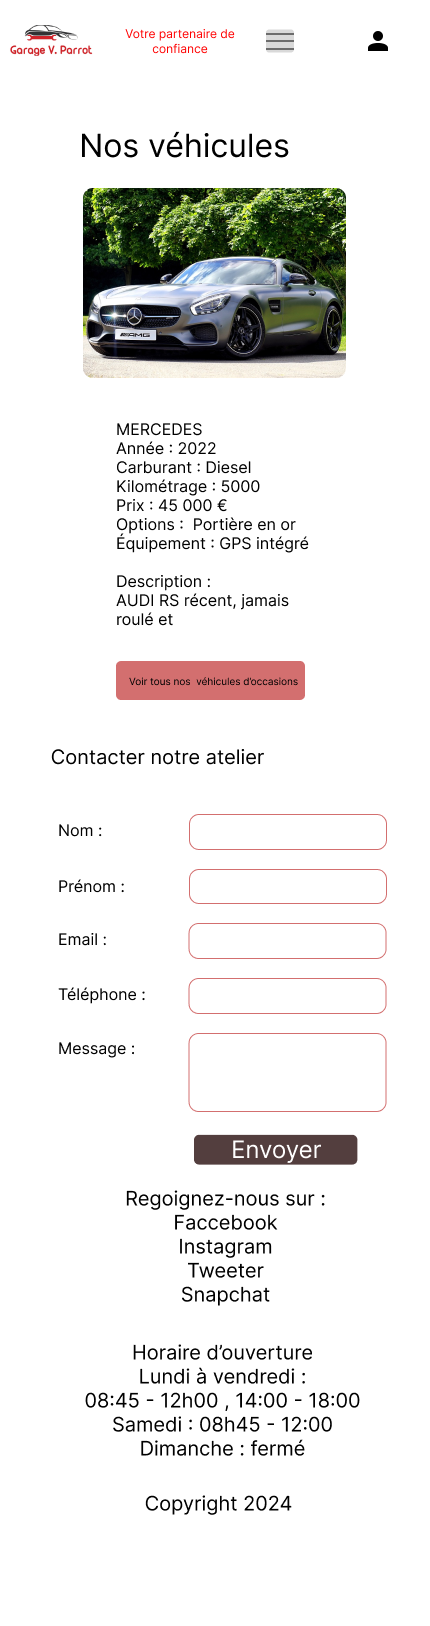 Garage V. Parrot
Votre partenaire de
confiance
Nos véhicules
AMG
MERCEDES
Année : 2022
Carburant : Diesel
Kilométrage : 5000
Prix : 45 000 €
Options :  Portière en or
Équipement : GPS intégré
Description :
AUDI RS récent, jamais
roulé et
Voir tous nos  véhicules d’occasions
Contacter notre atelier
Nom :
Prénom :
Email :
Téléphone :
Message :
Envoyer
Regoignez-nous sur :
Faccebook
Instagram
Tweeter
Snapchat
Horaire d’ouverture
Lundi à vendredi :
08:45 - 12h00 , 14:00 - 18:00
Samedi : 08h45 - 12:00
Dimanche : fermé
Copyright 2024